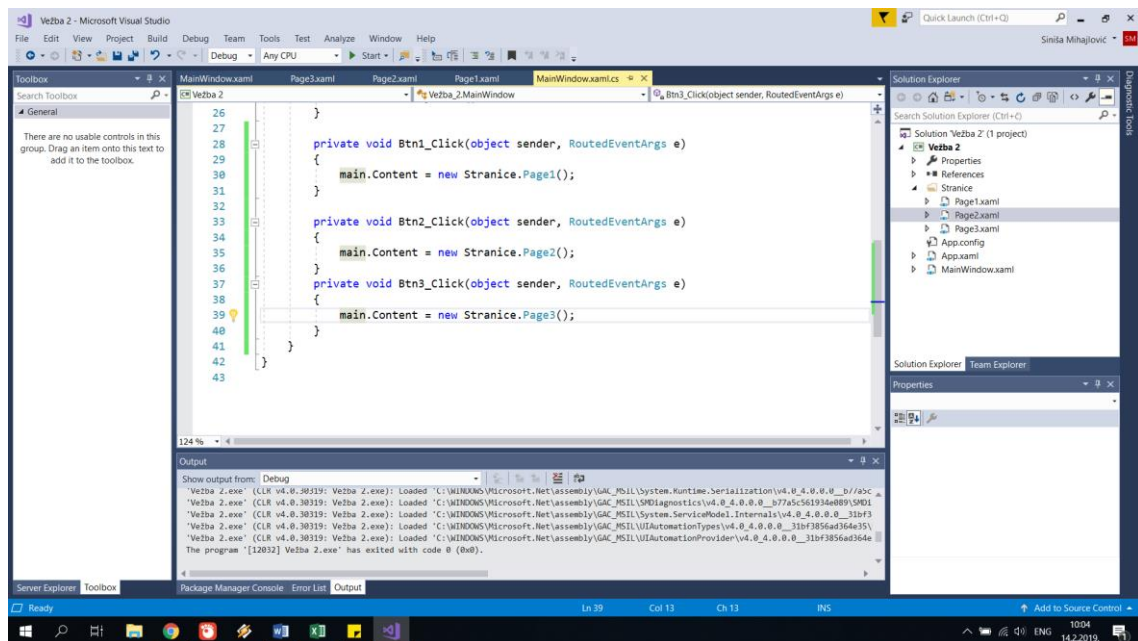 Vežba 2 - Microsoft Visual Studio
Quick Launch (Ctrl+Q)
File Edit View Project Build Debug Team Tools Test Analyze Window Help
Siniša Mihajlović SM
Debug Any CPU Start
Toolbox
Search Toolbox
General
There are no usable controls in this
group. Drag an item onto this text to
add it to the toolbox.
MainWindow.xaml Page3.xaml Page2.xaml Page1.xaml MainWindow.xaml.cs
Vežba 2 Vežba_2.MainWindow Btn3_Click(object sender, RoutedEventArgs e)
26 }
27
28 private void Btn1_Click(object sender, RoutedEventArgs e)
29 {
30 main.Content = new Stranice.Page1();
31 }
32
33 private void Btn2_Click(object sender, RoutedEventArgs e)
34 {
35 main.Content = new Stranice.Page2();
36 }
37 private void Btn3_Click(object sender, RoutedEventArgs e)
38 {
39 main.Content = new Stranice.Page3();
40 }
41 }
42 }
43
124 %
Output
Show output from: Debug
'Vežba 2.exe' (CLR v4.0.30319: Vežba 2.exe): Loaded 'C:\WINDOWS\Microsoft.Net\assembly\GAC_MSIL\System.Runtime.Serialization\v4.0_4.0.0.0__b77a5c
'Vežba 2.exe' (CLR v4.0.30319: Vežba 2.exe): Loaded 'C:\WINDOWS\Microsoft.Net\assembly\GAC_MSIL\SMDiagnostics\v4.0_4.0.0.0__b77a5c561934e089\SMDi
'Vežba 2.exe' (CLR v4.0.30319: Vežba 2.exe): Loaded 'C:\WINDOWS\Microsoft.Net\assembly\GAC_MSIL\System.ServiceModel.Internals\v4.0_4.0.0.0__31bf3
'Vežba 2.exe' (CLR v4.0.30319: Vežba 2.exe): Loaded 'C:\WINDOWS\Microsoft.Net\assembly\GAC_MSIL\UIAutomationTypes\v4.0_4.0.0.0__31bf3856ad364e35\
'Vežba 2.exe' (CLR v4.0.30319: Vežba 2.exe): Loaded 'C:\WINDOWS\Microsoft.Net\assembly\GAC_MSIL\UIAutomationProvider\v4.0_4.0.0.0__31bf3856ad364e
The program '[12032] Vežba 2.exe' has exited with code 0 (0x0).
Server Explorer Toolbox
Package Manager Console Error List Output
Solution Explorer
Search Solution Explorer (Ctrl+č)
Solution 'Vežba 2' (1 project)
Vežba 2
Properties
References
Stranice
Page1.xaml
Page2.xaml
Page3.xaml
App.config
App.xaml
MainWindow.xaml
Solution Explorer Team Explorer
Properties
Diagnostic Tools
Ready Ln 39 Col 13 Ch 13 INS Add to Source Control
ENG
10:04
14.2.2019.